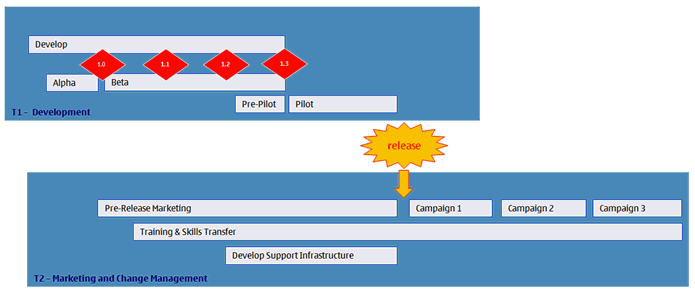 Develop
1.0
1.1
1.2
1.3
Alpha
Beta
Pre-Pilot
Pilot
T1 – Development
release
Pre-Release Marketing
Campaign 1
Campaign 2
Campaign 3
Training & Skills Transfer
Develop Support Infrastructure
T2 – Marketing and Change Management